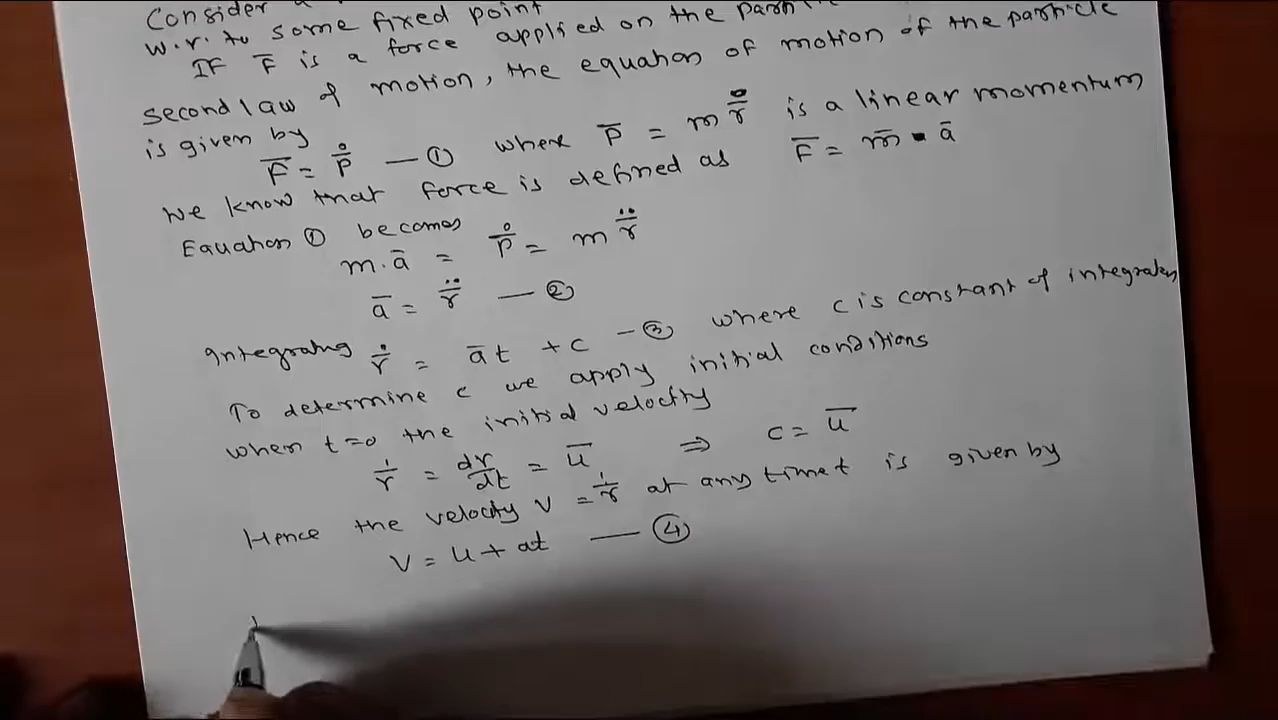 Consider a
w.r.to some fixed point
IF F̅ is a force applied on the particle
second law of motion, the equation of motion of the particle
is given by
F̅ = ṗ̅ — ① where p̅ = m ṙ̅ is a linear momentum
We know that force is defined as F̅ = m̅ · a̅
Equation ① becomes
m. a̅ = ṗ̅ = m r̈̅
a̅ = r̈̅ — ②
Integrating ṙ̅ = a̅t + c — ③ where c is constant of integration
To determine c we apply initial conditions
when t=0 the initial velocity
ṙ̅ = dr/dt = u̅ ⇒ c = u̅
Hence the velocity v = ṙ̅ at any time t is given by
v = u + at — ④